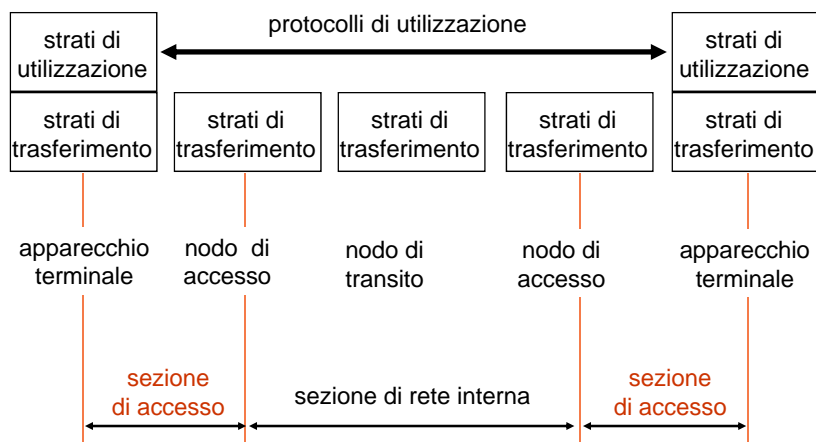 protocolli di utilizzazione
strati di
utilizzazione
strati di
utilizzazione
strati di
trasferimento
strati di
trasferimento
strati di
trasferimento
strati di
trasferimento
strati di
trasferimento
apparecchio
terminale
nodo di
accesso
nodo di
transito
nodo di
accesso
apparecchio
terminale
sezione
di accesso
sezione di rete interna
sezione
di accesso